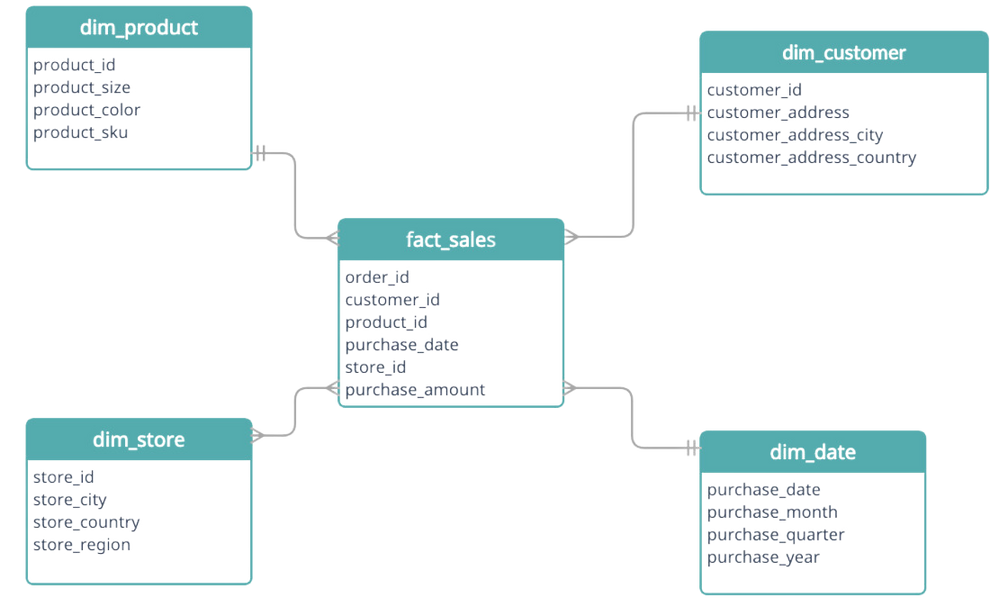 dim_product
product_id
product_size
product_color
product_sku
dim_customer
customer_id
customer_address
customer_address_city
customer_address_country
fact_sales
order_id
customer_id
product_id
purchase_date
store_id
purchase_amount
dim_store
store_id
store_city
store_country
store_region
dim_date
purchase_date
purchase_month
purchase_quarter
purchase_year